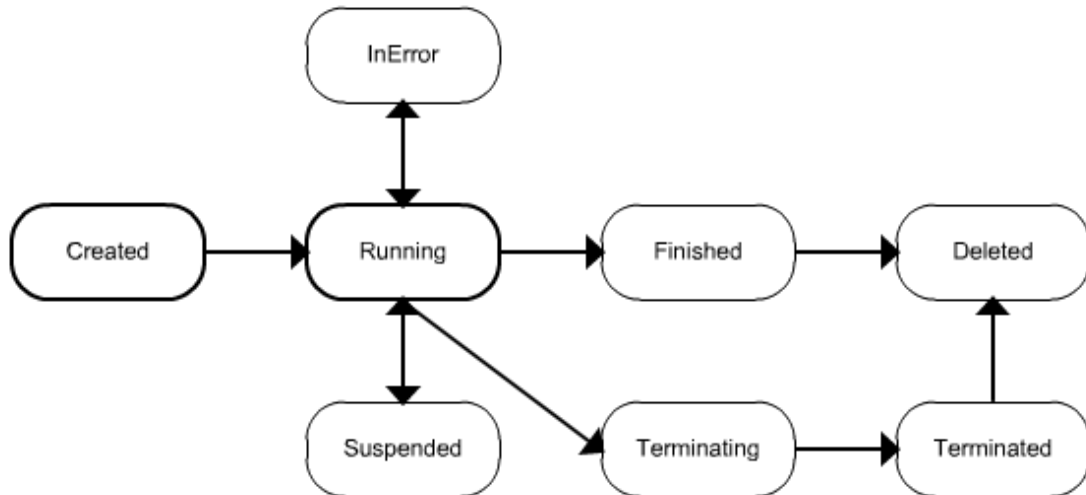 InError
Created
Running
Finished
Deleted
Suspended
Terminating
Terminated